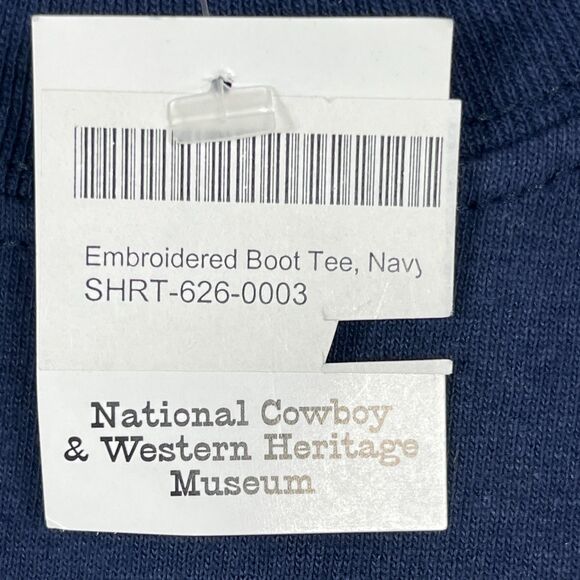 Embroidered Boot Tee, Navy
SHRT-626-0003
National Cowboy
& Western Heritage
Museum